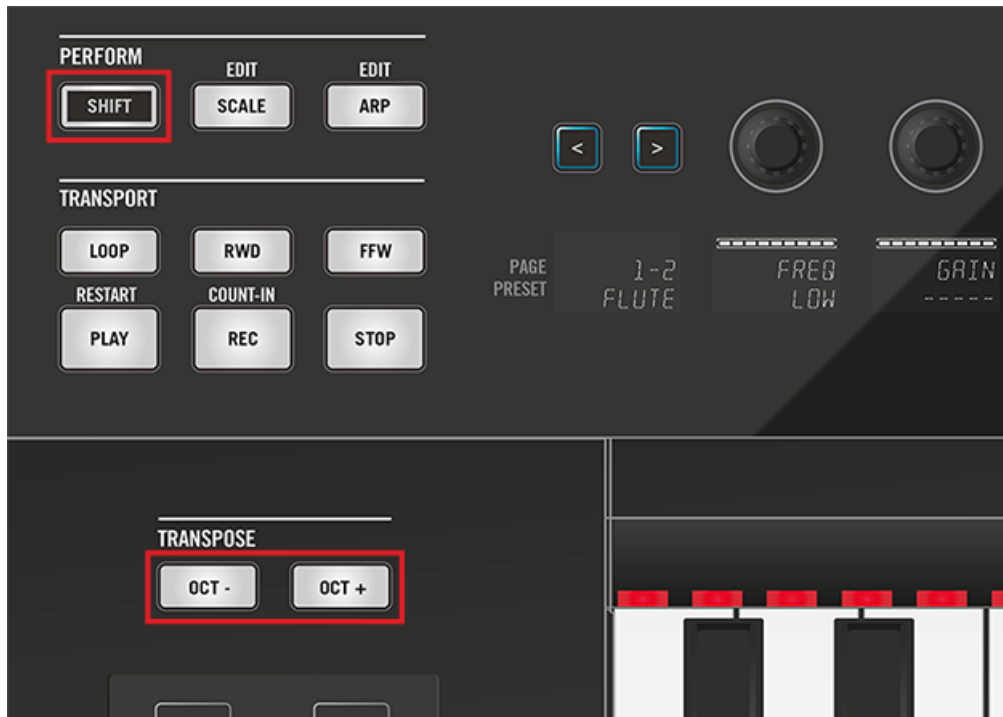 PERFORM
EDIT EDIT
SHIFT SCALE ARP
< >
TRANSPORT
LOOP RWD FFW
PAGE 1-2 FREQ GAIN
PRESET FLUTE LOW -----
RESTART COUNT-IN
PLAY REC STOP
TRANSPOSE
OCT - OCT +